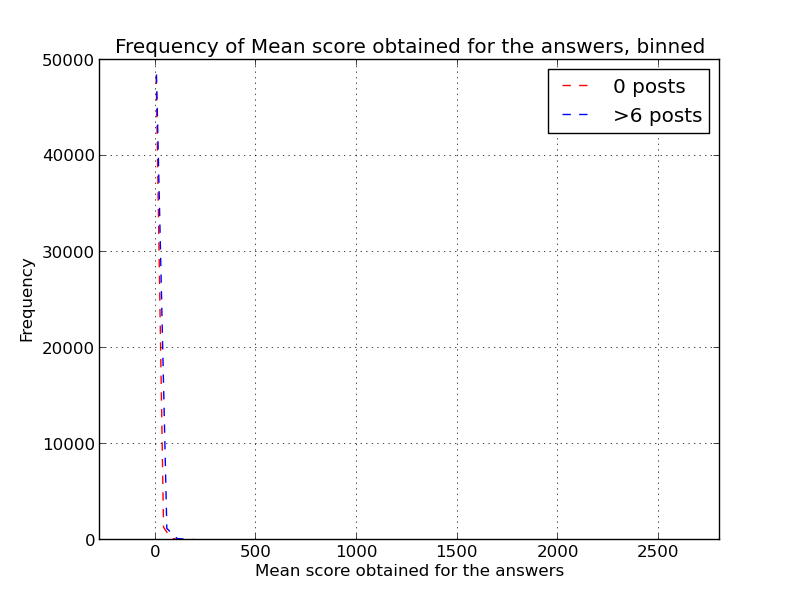 Frequency of Mean score obtained for the answers, binned
50000
40000
30000
20000
10000
0
Frequency
0 posts
>6 posts
0 500 1000 1500 2000 2500
Mean score obtained for the answers